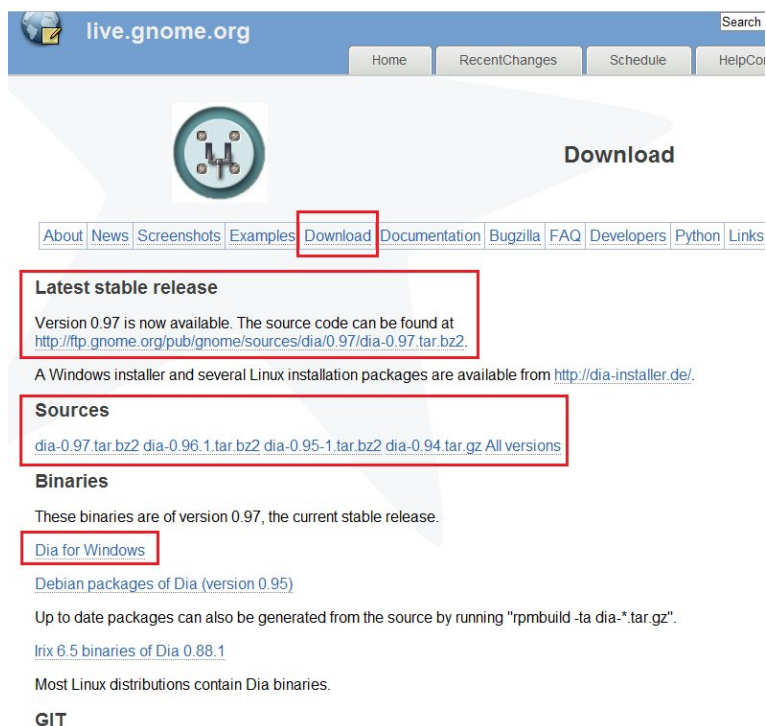 live.gnome.org
Search
Home RecentChanges Schedule
Download
About News Screenshots Examples Download Documentation Bugzilla FAQ Developers Python Links
Latest stable release
Version 0.97 is now available. The source code can be found at
http://ftp.gnome.org/pub/gnome/sources/dia/0.97/dia-0.97.tar.bz2.
A Windows installer and several Linux installation packages are available from http://dia-installer.de/.
Sources
dia-0.97.tar.bz2 dia-0.96.1.tar.bz2 dia-0.95-1.tar.bz2 dia-0.94.tar.gz All versions
Binaries
These binaries are of version 0.97, the current stable release.
Dia for Windows
Debian packages of Dia (version 0.95)
Up to date packages can also be generated from the source by running "rpmbuild -ta dia-*.tar.gz".
Irix 6.5 binaries of Dia 0.88.1
Most Linux distributions contain Dia binaries.
GIT